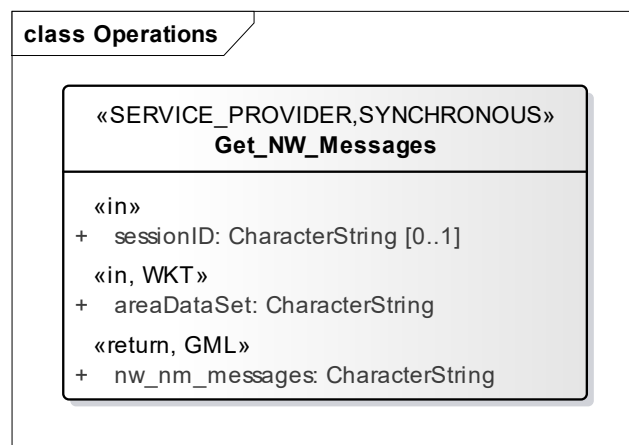 class Operations
«SERVICE_PROVIDER,SYNCHRONOUS»
Get_NW_Messages
«in»
+ sessionID: CharacterString [0..1]
«in, WKT»
+ areaDataSet: CharacterString
«return, GML»
+ nw_nm_messages: CharacterString